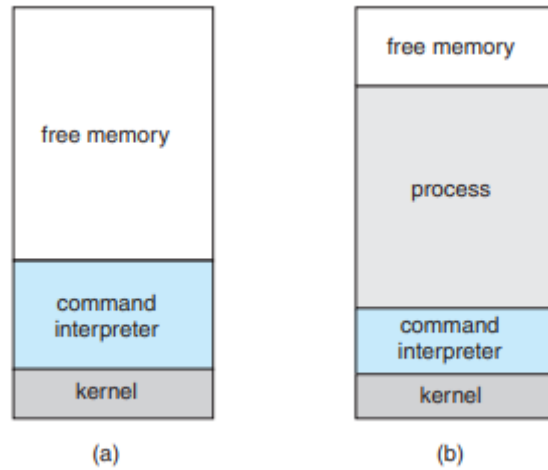 free memory
command
interpreter
kernel
(a)
free memory
process
command
interpreter
kernel
(b)